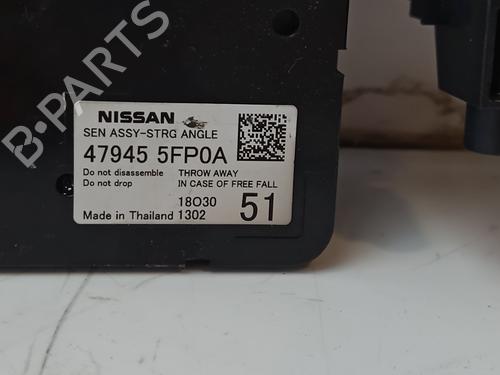 B-PARTS
NISSAN
SEN ASSY-STRG ANGLE
47945 5FP0A
Do not disassemble THROW AWAY
Do not drop IN CASE OF FREE FALL
18O30
Made in Thailand 1302 51